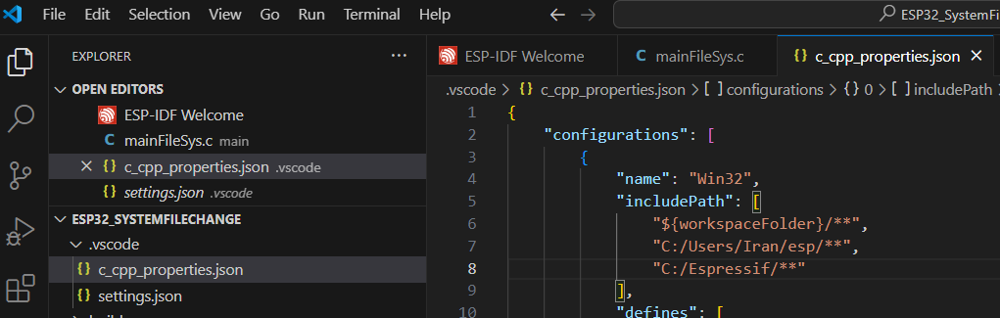 File Edit Selection View Go Run Terminal Help
ESP32_SystemFi
EXPLORER ...
OPEN EDITORS
ESP-IDF Welcome
C mainFileSys.c main
{} c_cpp_properties.json .vscode
{} settings.json .vscode
ESP32_SYSTEMFILECHANGE
.vscode
{} c_cpp_properties.json
{} settings.json
ESP-IDF Welcome
C mainFileSys.c
{} c_cpp_properties.json
.vscode > {} c_cpp_properties.json > [ ] configurations > {} 0 > [ ] includePath >
1 {
2 "configurations": [
3 {
4 "name": "Win32",
5 "includePath": [
6 "${workspaceFolder}/**",
7 "C:/Users/Iran/esp/**",
8 "C:/Espressif/**"
9 ],
10 "defines": [